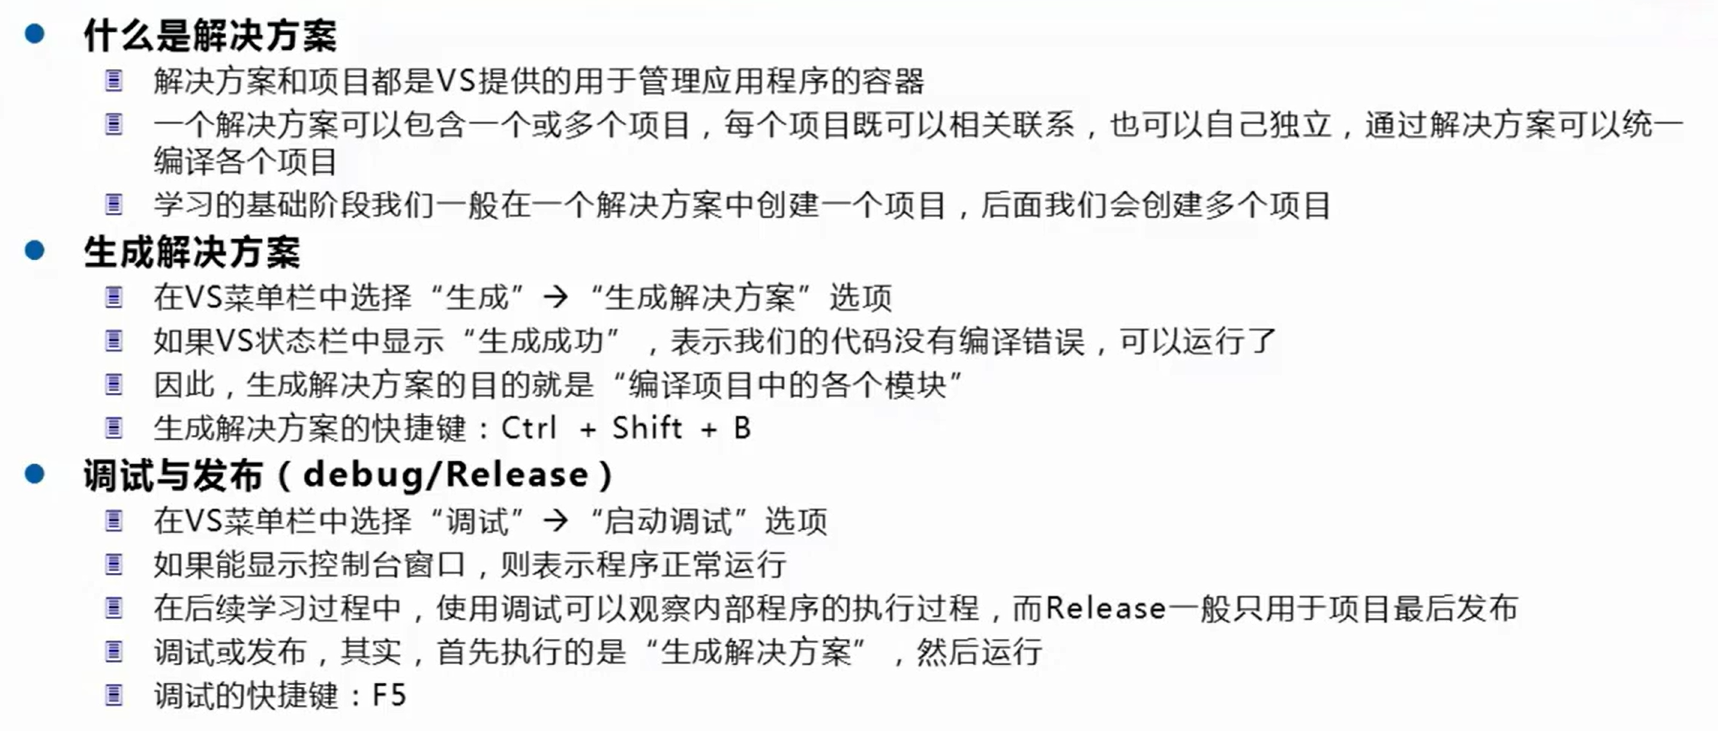 什么是解决方案
解决方案和项目都是VS提供的用于管理应用程序的容器
一个解决方案可以包含一个或多个项目，每个项目既可以相关联系，也可以自己独立，通过解决方案可以统一
编译各个项目
学习的基础阶段我们一般在一个解决方案中创建一个项目，后面我们会创建多个项目
生成解决方案
在VS菜单栏中选择“生成”→“生成解决方案”选项
如果VS状态栏中显示“生成成功”，表示我们的代码没有编译错误，可以运行了
因此，生成解决方案的目的就是“编译项目中的各个模块”
生成解决方案的快捷键：Ctrl + Shift + B
调试与发布（debug/Release）
在VS菜单栏中选择“调试”→“启动调试”选项
如果能显示控制台窗口，则表示程序正常运行
在后续学习过程中，使用调试可以观察内部程序的执行过程，而Release一般只用于项目最后发布
调试或发布，其实，首先执行的是“生成解决方案”，然后运行
调试的快捷键：F5